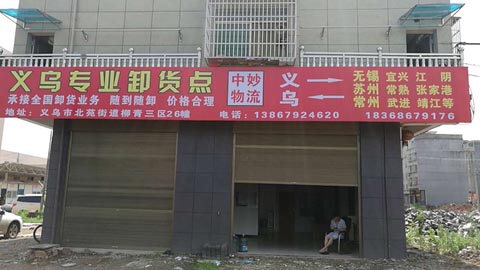 义乌专业卸货点
承接全国卸货业务 随到随卸 价格合理
地址：义乌市北苑街道柳青三区26幢
中妙
物流
电话：13867924620
义
乌
无锡 宜兴 江 阴
苏州 常熟 张家港
常州 武进 靖江等
18368679176